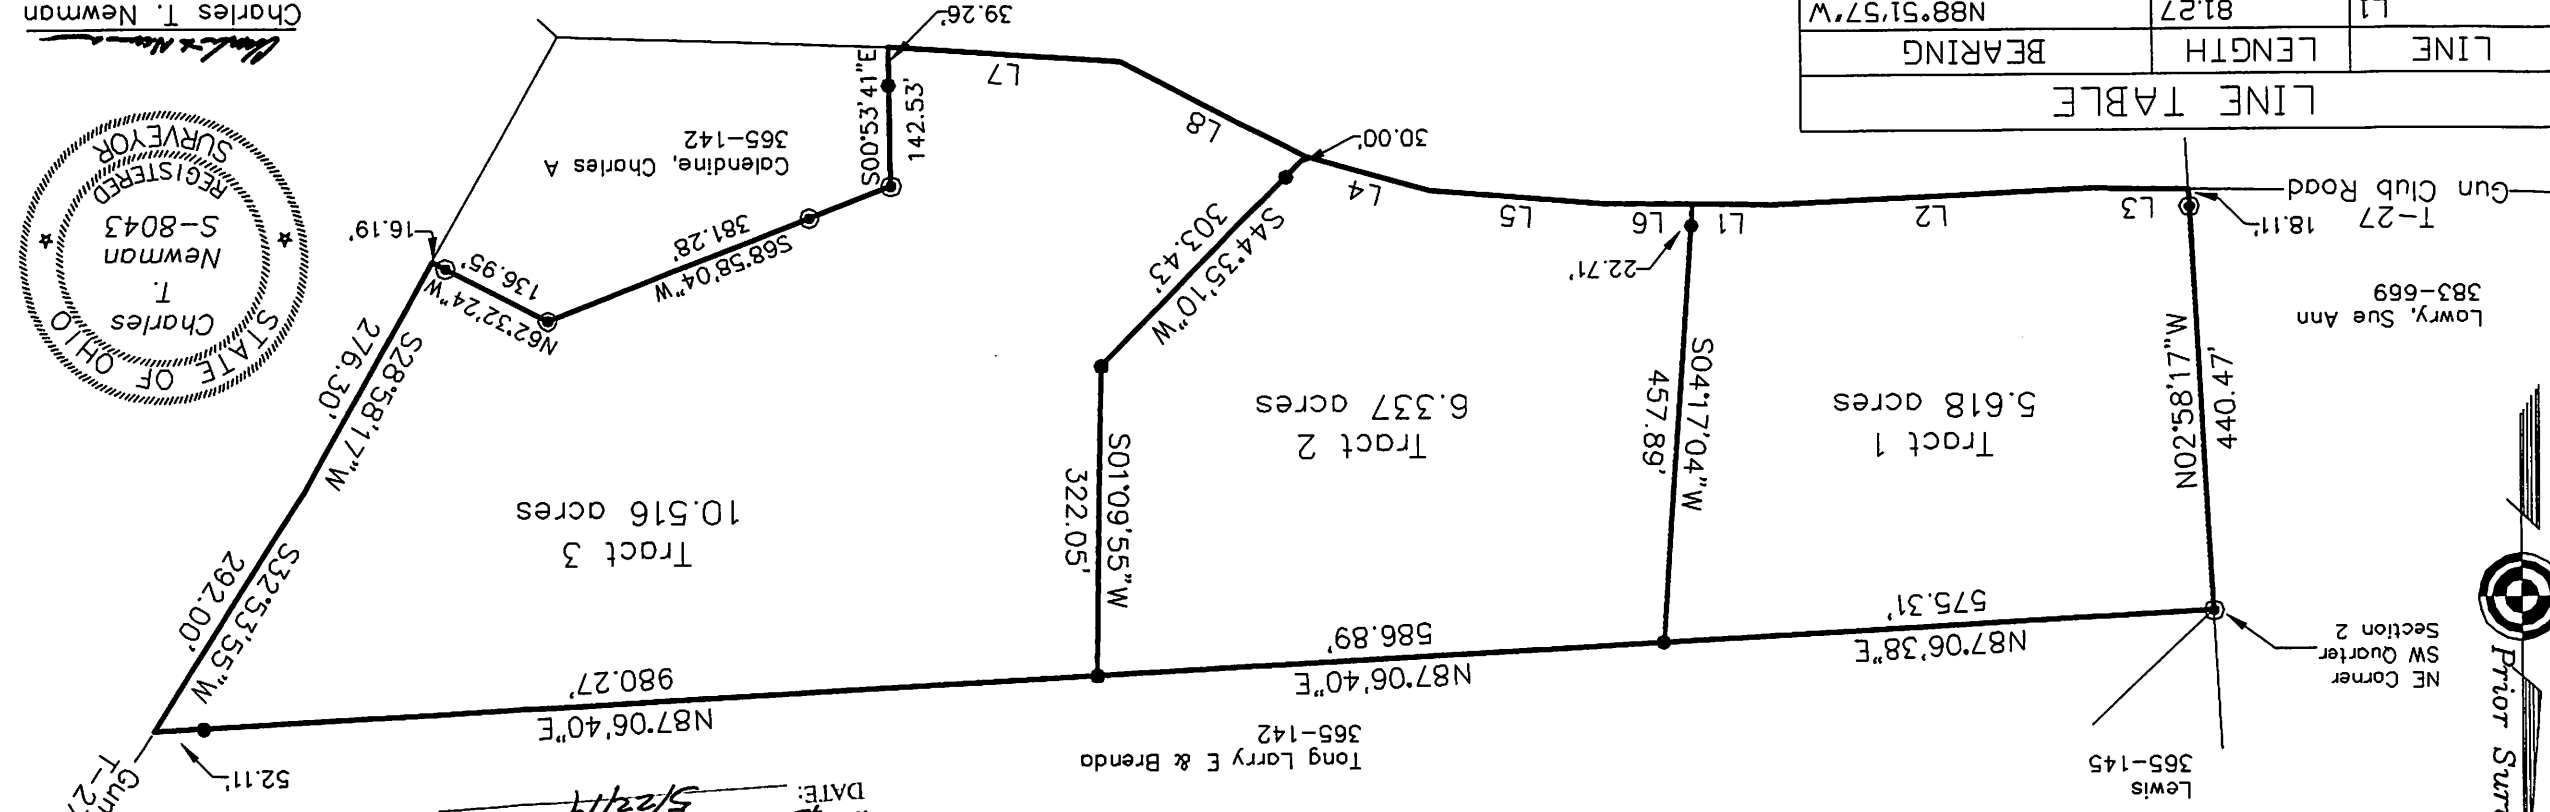 Prior Surv
Lewis
365-145
NE Corner
SW Quarter
Section 2
DATE: 5/22/14
Tong Larry E & Brenda
365-142
52.11'
Gun
T-27
N87°06'38"E
575.31'
N87°06'40"E
586.89'
N87°06'40"E
980.27'
N02°58'17"W
440.47'
Tract 1
5.618 acres
S04°17'04"W
457.89'
Tract 2
6.337 acres
S01°09'55"W
322.05'
Tract 3
10.516 acres
S32°53'55"W
292.00'
S28°58'17"W
276.30'
Lowry, Sue Ann
383-669
T-27
Gun Club Road
18.11'
L3
L2
L1
22.71'
L6
L5
L4
30.00'
S44°35'10"W
303.43'
L8
L7
39.26'
S00°53'41"E
142.53'
Calendine, Charles A
365-142
S68°58'04"W
381.28'
N62°32'24"W
136.95'
16.19'
STATE OF OHIO
Charles
T.
Newman
S-8043
REGISTERED
SURVEYOR
Charles T. Newman
LINE TABLE
LINE LENGTH BEARING
L1 81.27 N88°51'57"W